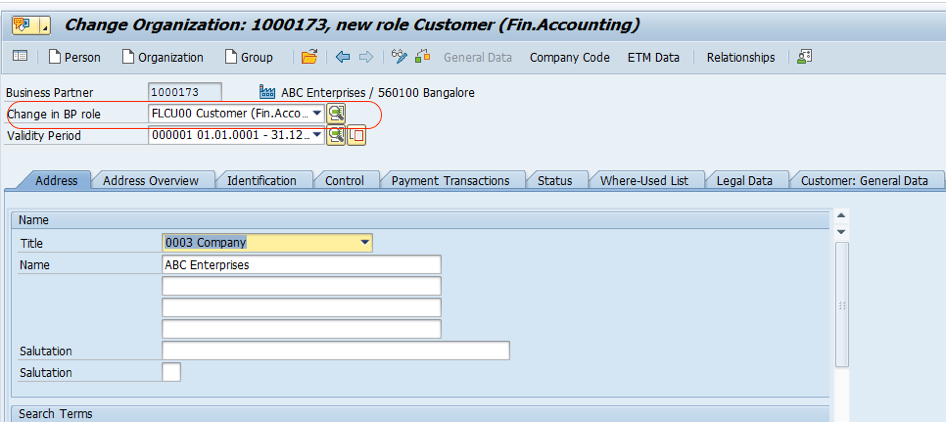 Change Organization: 1000173, new role Customer (Fin.Accounting)
Person Organization Group General Data Company Code ETM Data Relationships
Business Partner 1000173 ABC Enterprises / 560100 Bangalore
Change in BP role FLCU00 Customer (Fin.Acco...
Validity Period 000001 01.01.0001 - 31.12...
Address Address Overview Identification Control Payment Transactions Status Where-Used List Legal Data Customer: General Data
Name
Title 0003 Company
Name ABC Enterprises
Salutation
Salutation
Search Terms